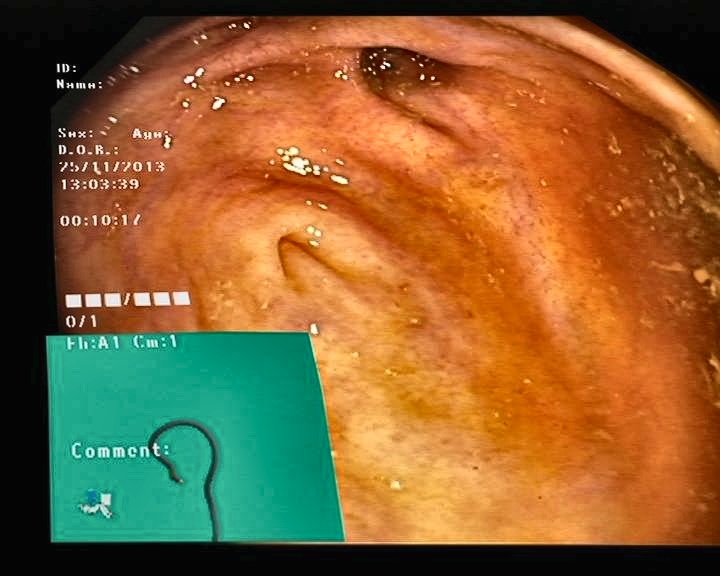 ID:
Name:
Sex: Age:
D.O.B.:
25/11/2013
13:03:39
00:10:17
0/1
Eh:A1 Cm:1
Comment: